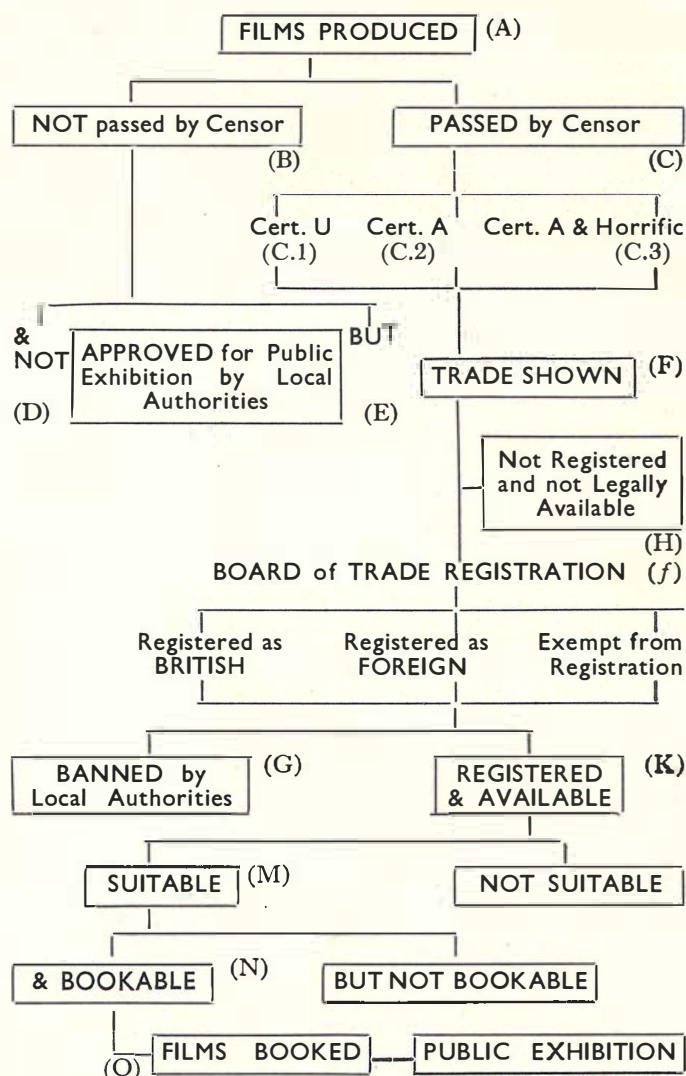 FILMS PRODUCED (A)
NOT passed by Censor
(B)
PASSED by Censor
(C)
Cert. U
(C.1)
Cert. A
(C.2)
Cert. A & Horrific
(C.3)
&
NOT
(D)
APPROVED for Public
Exhibition by Local
Authorities
BUT
(E)
TRADE SHOWN
(F)
Not Registered
and not Legally
Available
(H)
BOARD of TRADE REGISTRATION (f)
Registered as
BRITISH
Registered as
FOREIGN
Exempt from
Registration
BANNED by
Local Authorities
(G)
REGISTERED
& AVAILABLE
(K)
SUITABLE (M)
NOT SUITABLE
& BOOKABLE (N)
BUT NOT BOOKABLE
(O)
FILMS BOOKED
PUBLIC EXHIBITION